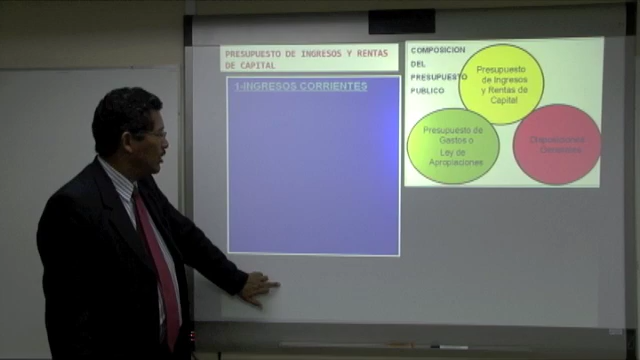 PRESUPUESTO DE INGRESOS Y RENTAS
DE CAPITAL
1-INGRESOS CORRIENTES
COMPOSICION
DEL
PRESUPUESTO
PUBLICO
Presupuesto
de Ingresos
y Rentas de
Capital
Presupuesto de
Gastos o
Ley de
Apropiaciones
Disposiciones
Generales